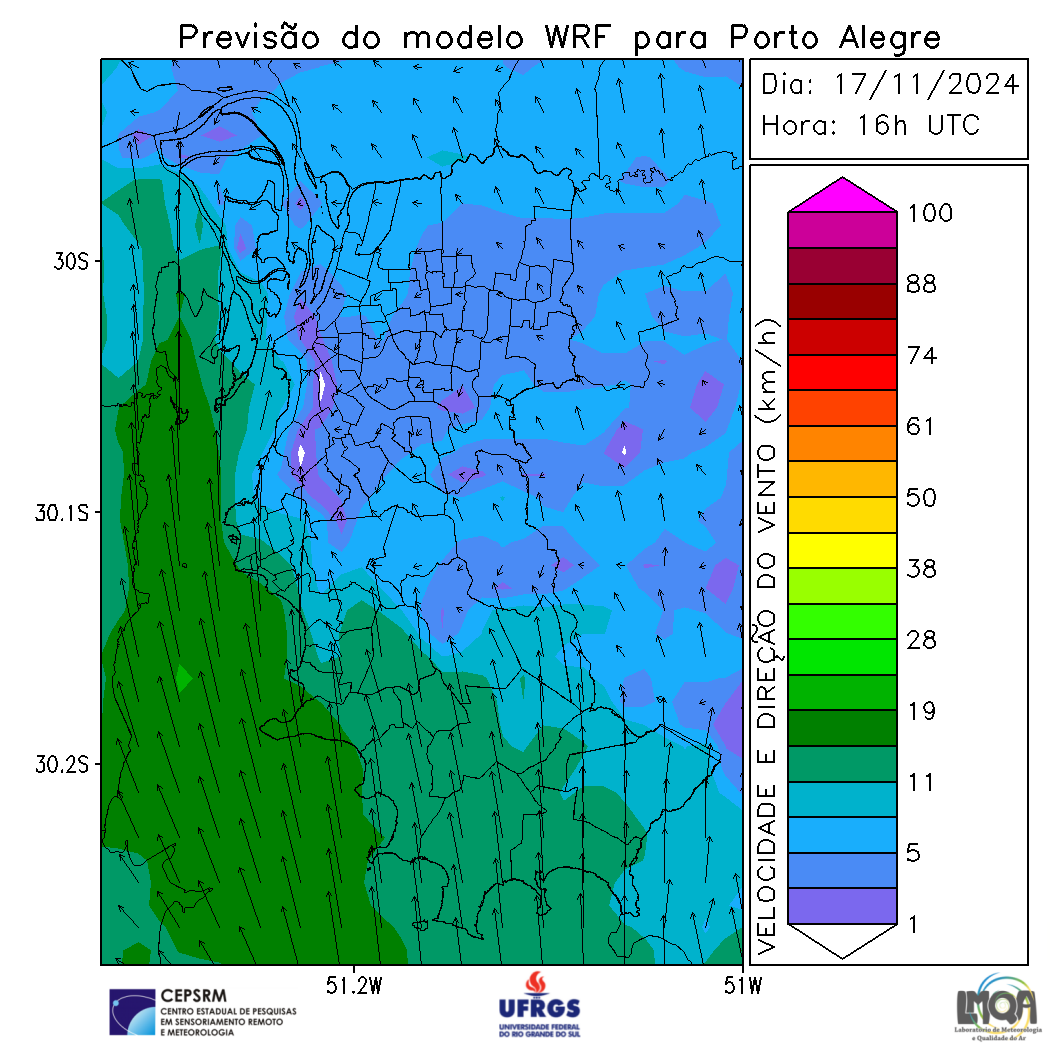 Previsão do modelo WRF para Porto Alegre
Dia: 17/11/2024
Hora: 16h UTC
30S
30.1S
30.2S
51.2W
51W
VELOCIDADE E DIREÇÃO DO VENTO (km/h)
100
88
74
61
50
38
28
19
11
5
1
CEPSRM
CENTRO ESTADUAL DE PESQUISAS
EM SENSORIAMENTO REMOTO
E METEOROLOGIA
UFRGS
UNIVERSIDADE FEDERAL
DO RIO GRANDE DO SUL
LMQA
Laboratório de Meteorologia
e Qualidade do Ar